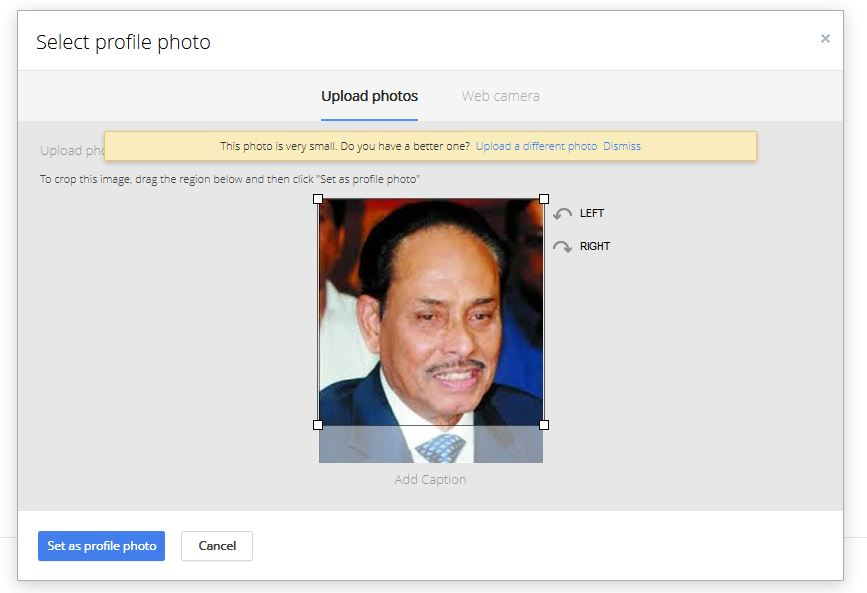 Select profile photo
×
Upload photos
Web camera
This photo is very small. Do you have a better one? Upload a different photo Dismiss
Upload
To crop this image, drag the region below and then click "Set as profile photo"
LEFT
RIGHT
Add Caption
Set as profile photo
Cancel